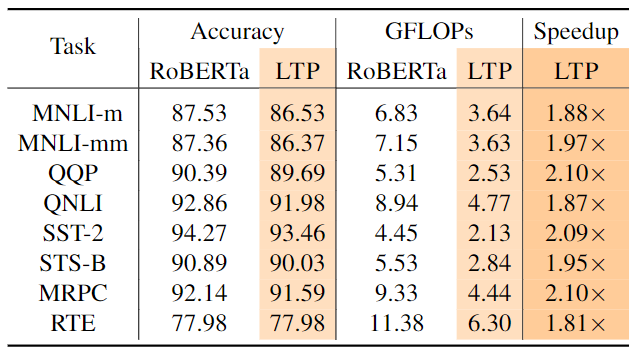 Task Accuracy GFLOPs Speedup
RoBERTa LTP RoBERTa LTP LTP
MNLI-m 87.53 86.53 6.83 3.64 1.88×
MNLI-mm 87.36 86.37 7.15 3.63 1.97×
QQP 90.39 89.69 5.31 2.53 2.10×
QNLI 92.86 91.98 8.94 4.77 1.87×
SST-2 94.27 93.46 4.45 2.13 2.09×
STS-B 90.89 90.03 5.53 2.84 1.95×
MRPC 92.14 91.59 9.33 4.44 2.10×
RTE 77.98 77.98 11.38 6.30 1.81×